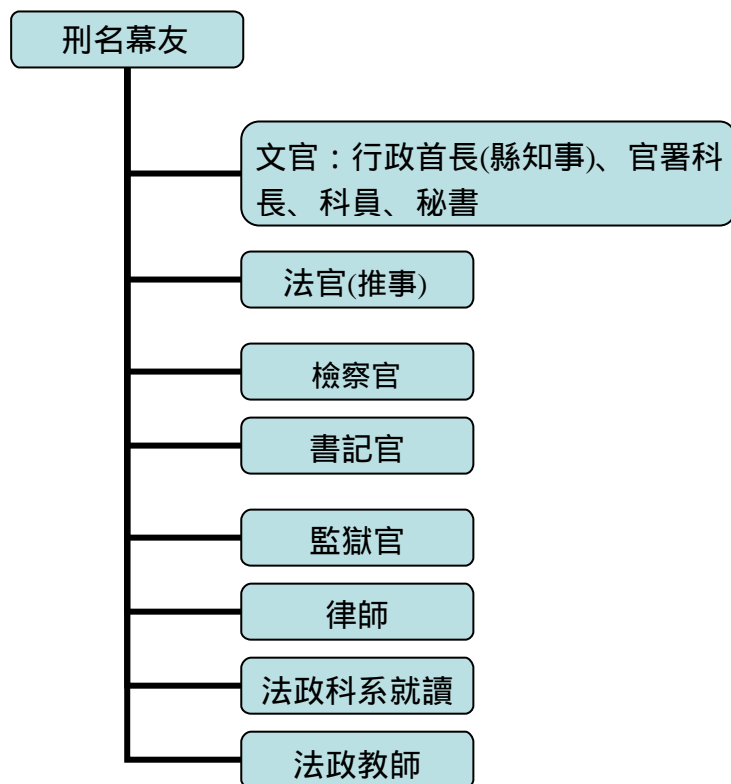 刑名幕友
文官：行政首長(縣知事)、官署科
長、科員、秘書
法官(推事)
檢察官
書記官
監獄官
律師
法政科系就讀
法政教師